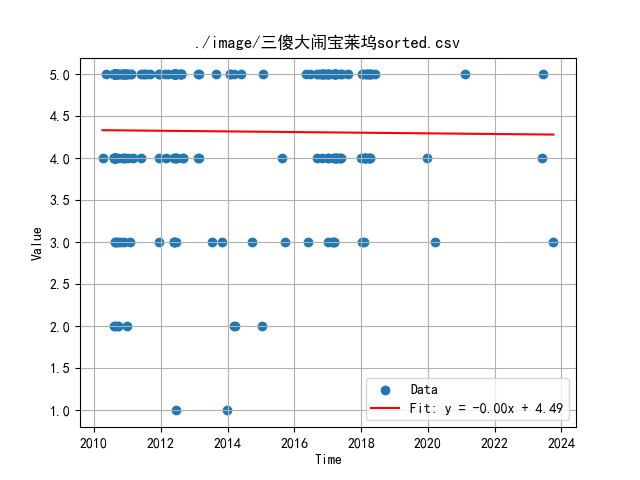 ./image/三傻大闹宝莱坞sorted.csv
Value
5.0
4.5
4.0
3.5
3.0
2.5
2.0
1.5
1.0
Data
Fit: y = -0.00x + 4.49
2010 2012 2014 2016 2018 2020 2022 2024
Time